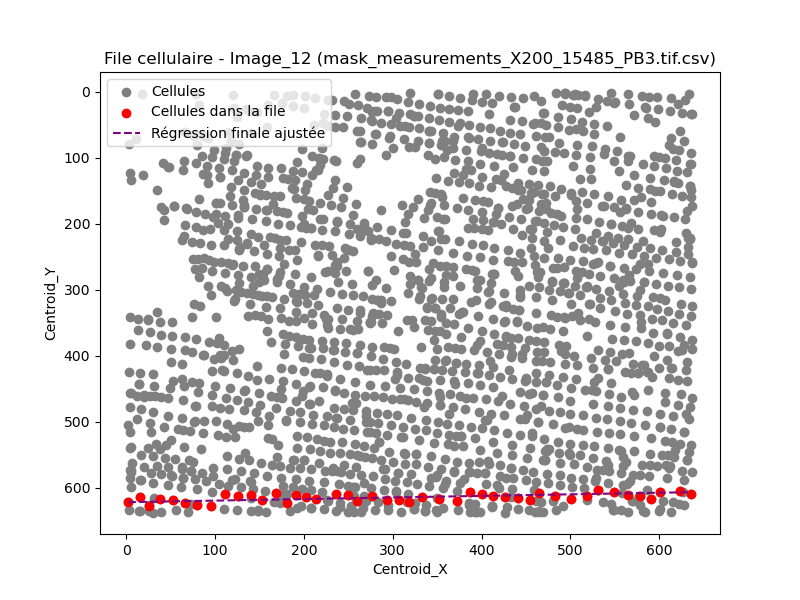 File cellulaire - Image_12 (mask_measurements_X200_15485_PB3.tif.csv)
Cellules
Cellules dans la file
Régression finale ajustée
Centroid_Y
0
100
200
300
400
500
600
0 100 200 300 400 500 600
Centroid_X